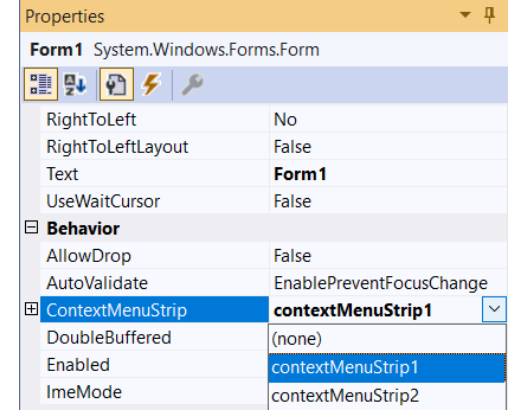 Properties
Form1 System.Windows.Forms.Form
RightToLeft No
RightToLeftLayout False
Text Form1
UseWaitCursor False
Behavior
AllowDrop False
AutoValidate EnablePreventFocusChange
ContextMenuStrip contextMenuStrip1
DoubleBuffered (none)
Enabled contextMenuStrip1
ImeMode contextMenuStrip2